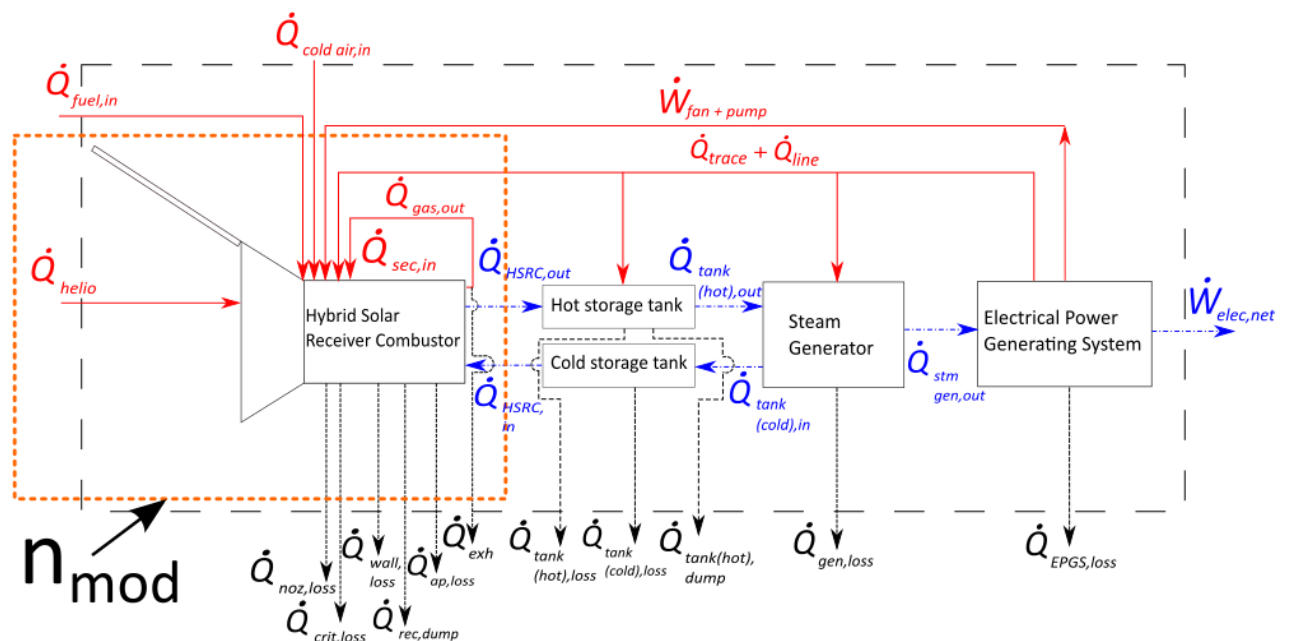 Q̇ cold air,in
Q̇ fuel,in
Ẇ fan + pump
Q̇ trace + Q̇ line
Q̇ gas,out
Q̇ helio
Q̇ sec,in
Q̇ HSRC,out
Q̇ tank
(hot),out
Ẇ elec,net
Hybrid Solar
Receiver Combustor
Hot storage tank
Cold storage tank
Steam
Generator
Electrical Power
Generating System
Q̇ HSRC,
in
Q̇ tank
(cold),in
Q̇ stm
gen,out
n mod
Q̇ noz,loss
Q̇ crit,loss
Q̇ wall,
loss
Q̇ rec,dump
Q̇ ap,loss
Q̇ exh
Q̇ tank
(hot),loss
Q̇ tank
(cold),loss
Q̇ tank(hot),
dump
Q̇ gen,loss
Q̇ EPGS,loss